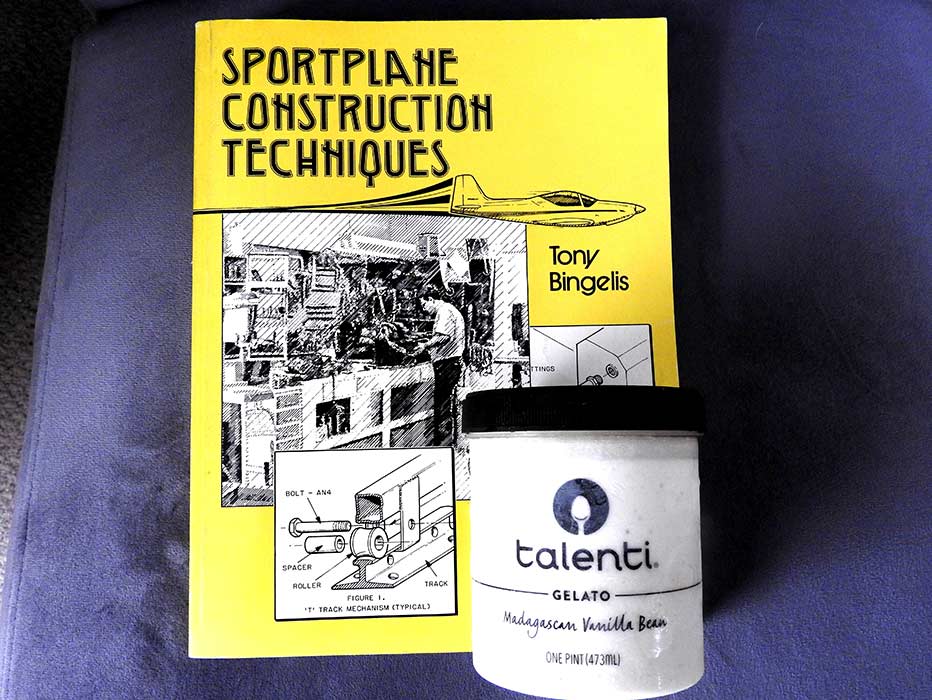 SPORTPLANE
CONSTRUCTION
TECHNIQUES
Tony
Bingelis
TTINGS
BOLT - AN4
SPACER
ROLLER
TRACK
FIGURE 1.
'T' TRACK MECHANISM (TYPICAL)
talenti®
GELATO
Madagascan Vanilla Bean
ONE PINT (473mL)